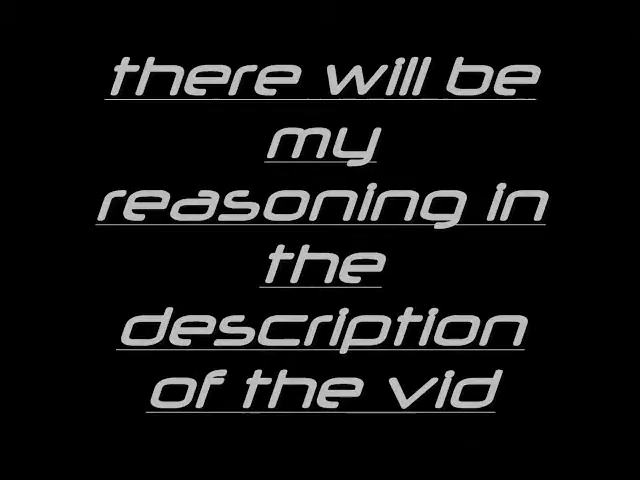 there will be
my
reasoning in
the
description
of the vid